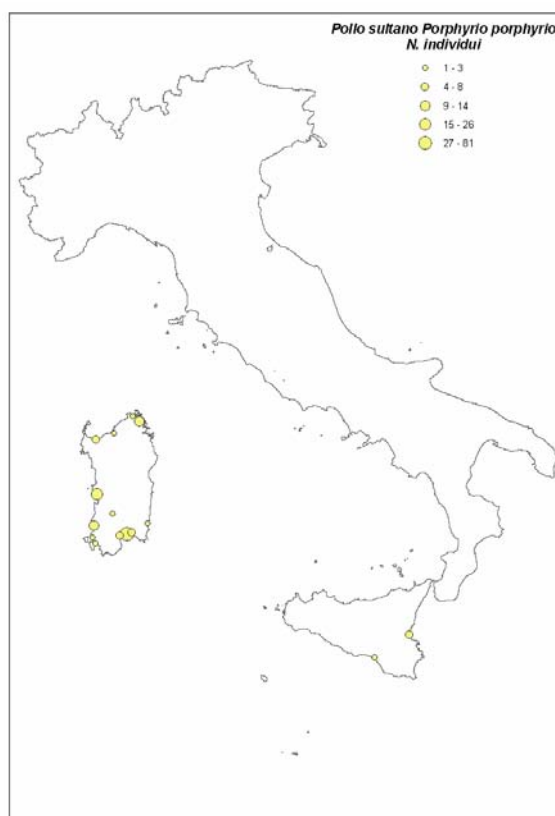 Pollo sultano Porphyrio porphyrio
N. individui
1 - 3
4 - 8
9 - 14
15 - 26
27 - 81